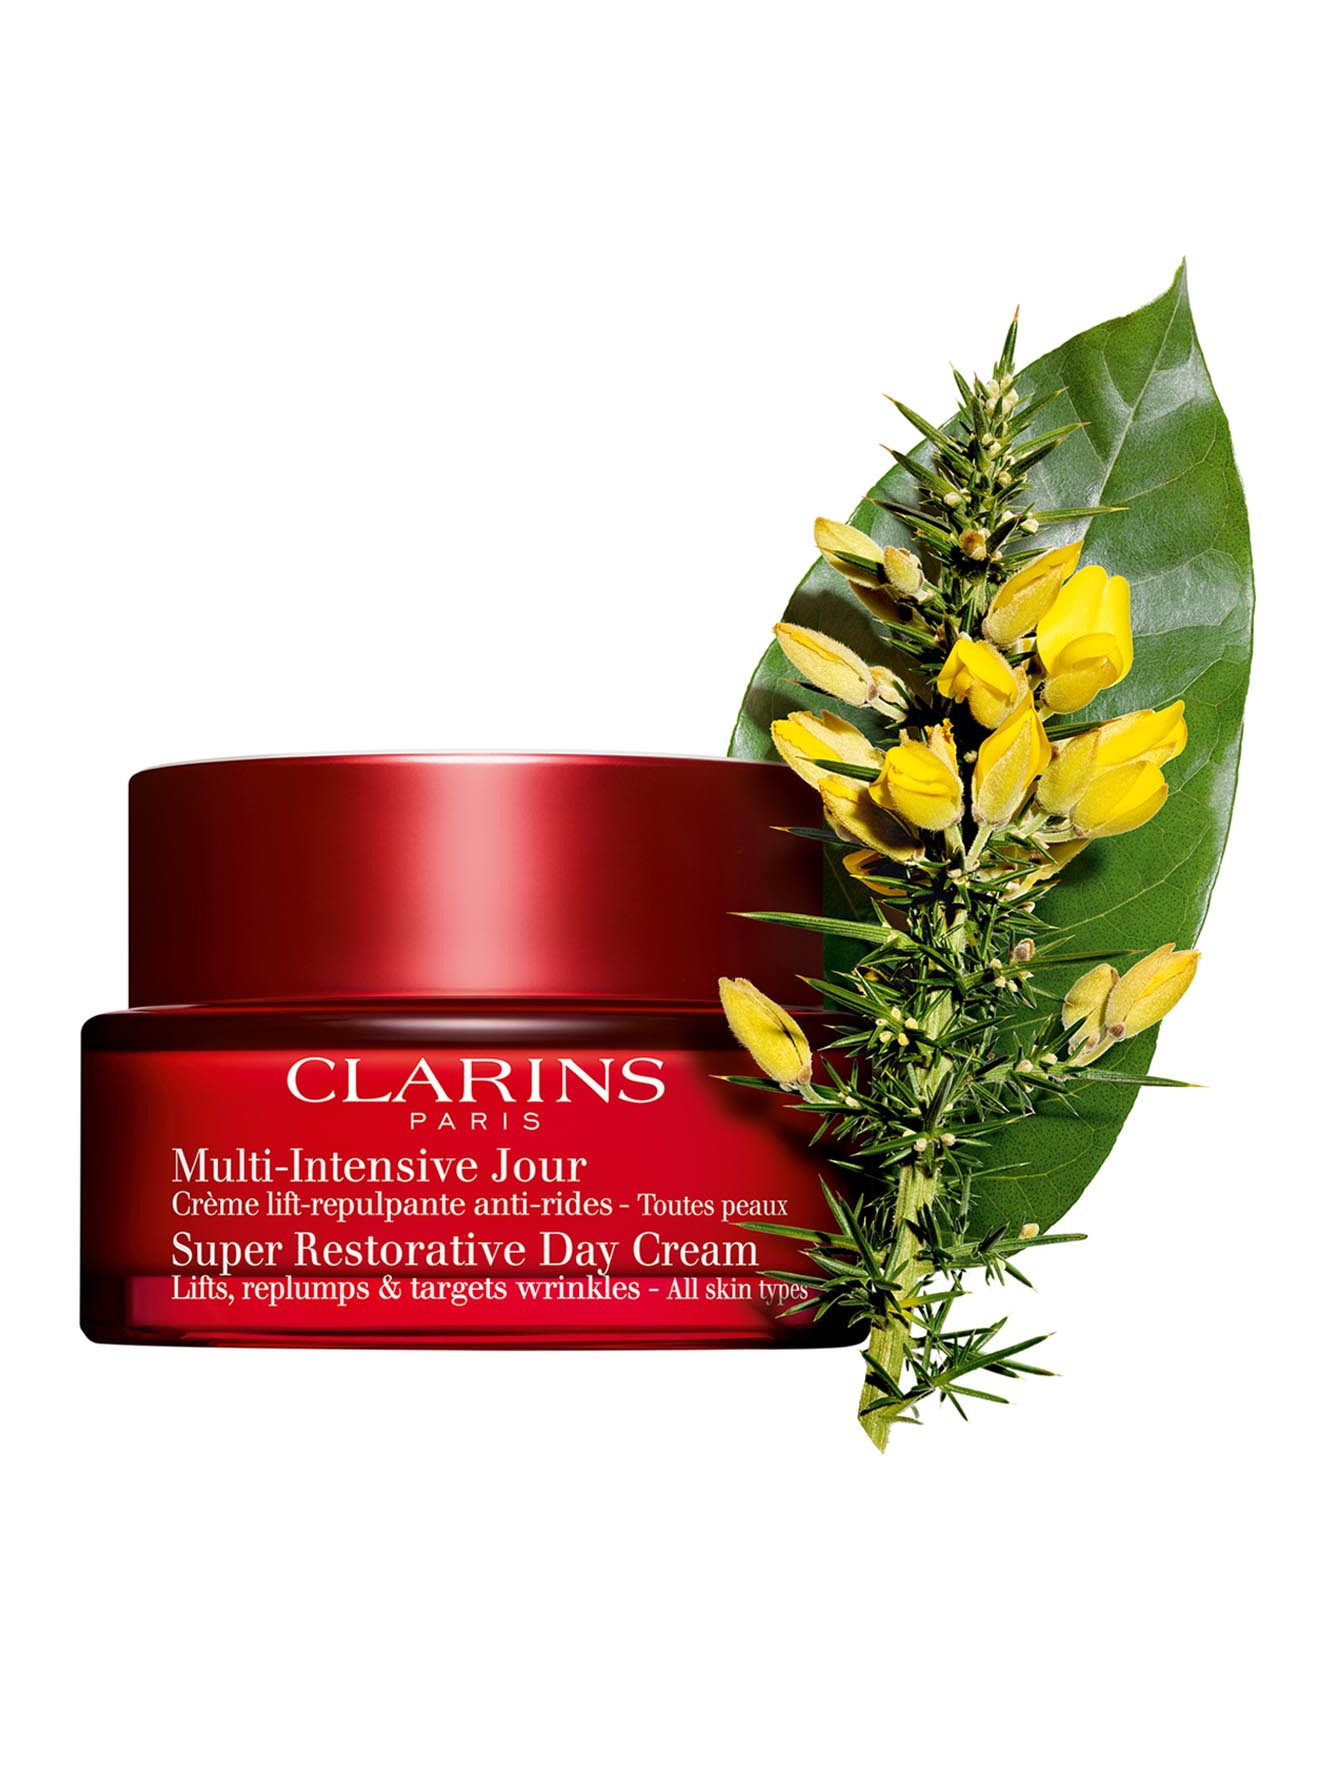 CLARINS
PARIS
Multi-Intensive Jour
Crème lift-repulpante anti-rides - Toutes peaux
Super Restorative Day Cream
Lifts, replumps & targets wrinkles - All skin types